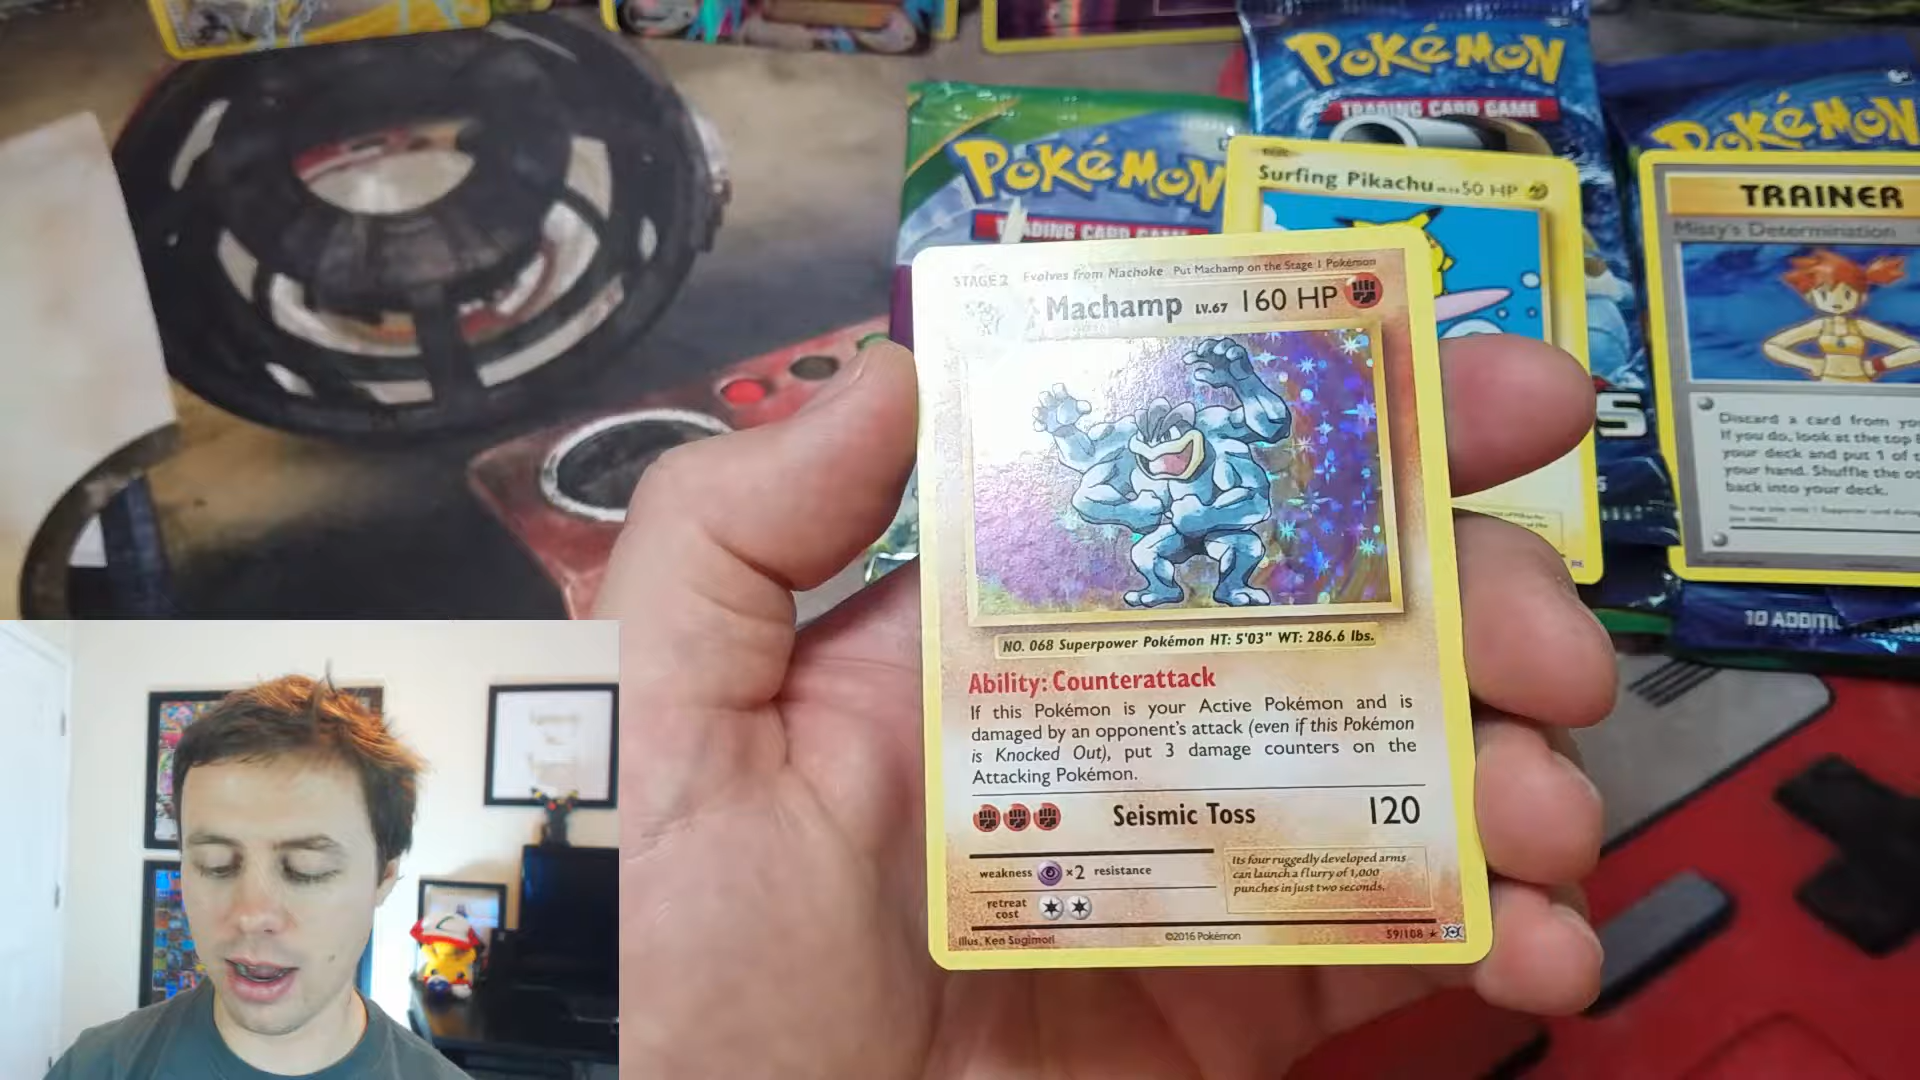 POKéMON
TRADING CARD GAME
POKéMON
TRADING CARD GAME
POKéMON
Surfing Pikachu 50 HP
TRAINER
Misty's Determination
Discard a card from
If you do, look at the top
your deck and put 1 of
your hand. Shuffle the
back into your deck.
10
STAGE 2 Evolves from Machoke Put Machamp on the Stage 1 Pokémon
Machamp LV.67 160 HP
NO. 068 Superpower Pokémon HT: 5'03" WT: 286.6 lbs.
Ability: Counterattack
If this Pokémon is your Active Pokémon and is
damaged by an opponent's attack (even if this Pokémon
is Knocked Out), put 3 damage counters on the
Attacking Pokémon.
Seismic Toss 120
weakness ×2 resistance
retreat
cost
Its four ruggedly developed arms
can launch a flurry of 1,000
punches in just two seconds.
Illus. Ken Sugimori ©2016 Pokémon 59/108 ★